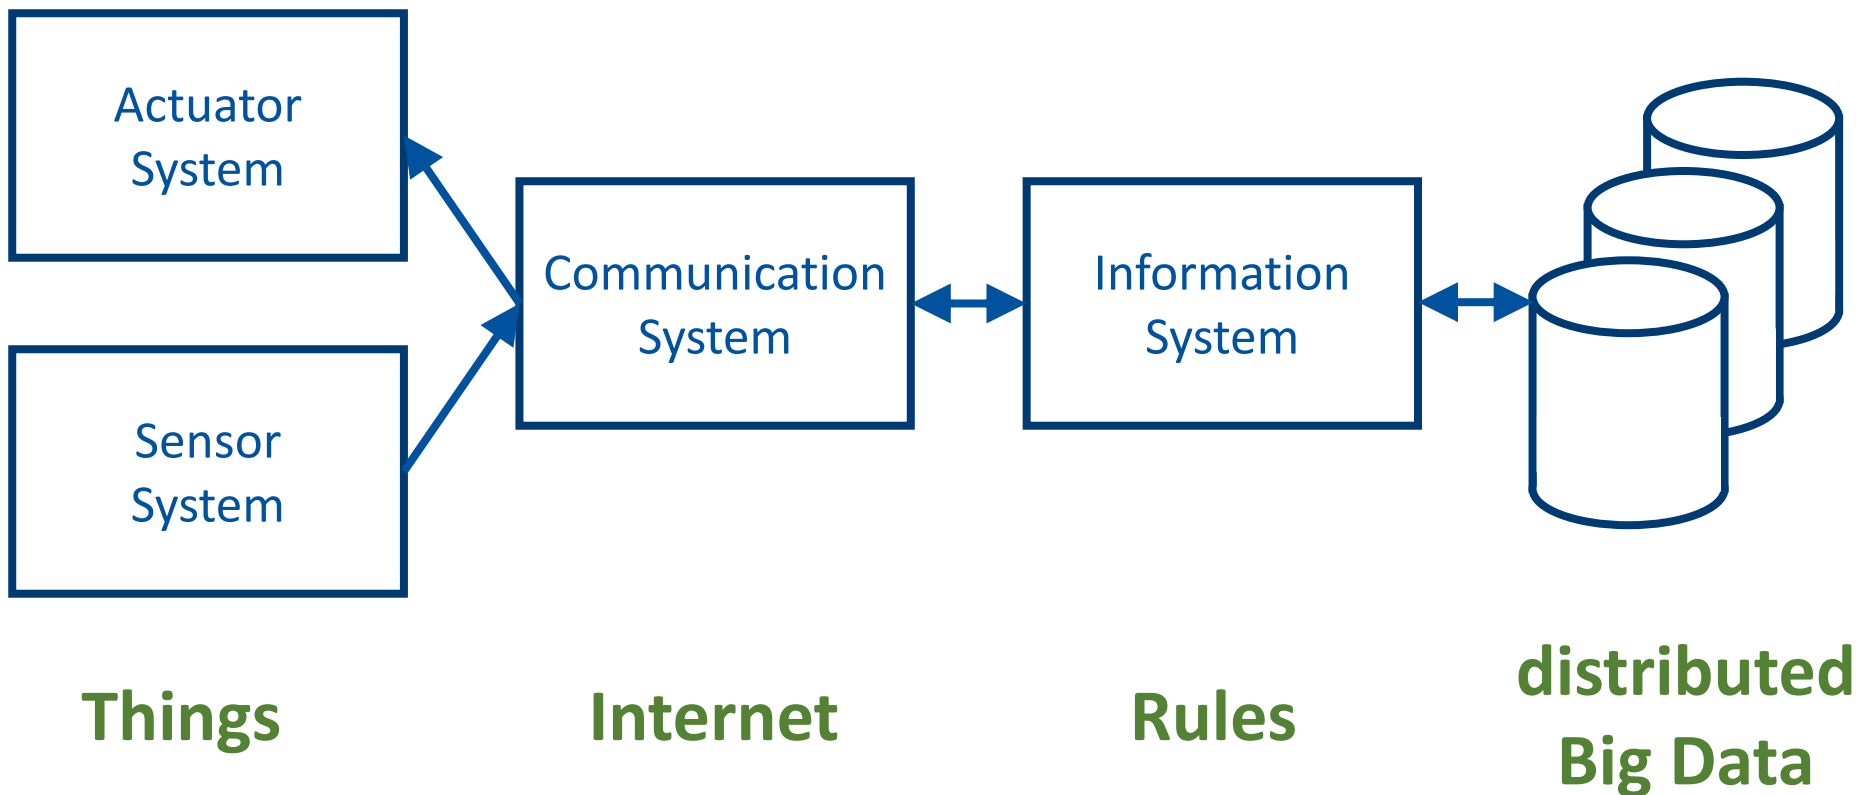 Actuator
System
Sensor
System
Communication
System
Information
System
Things
Internet
Rules
distributed
Big Data